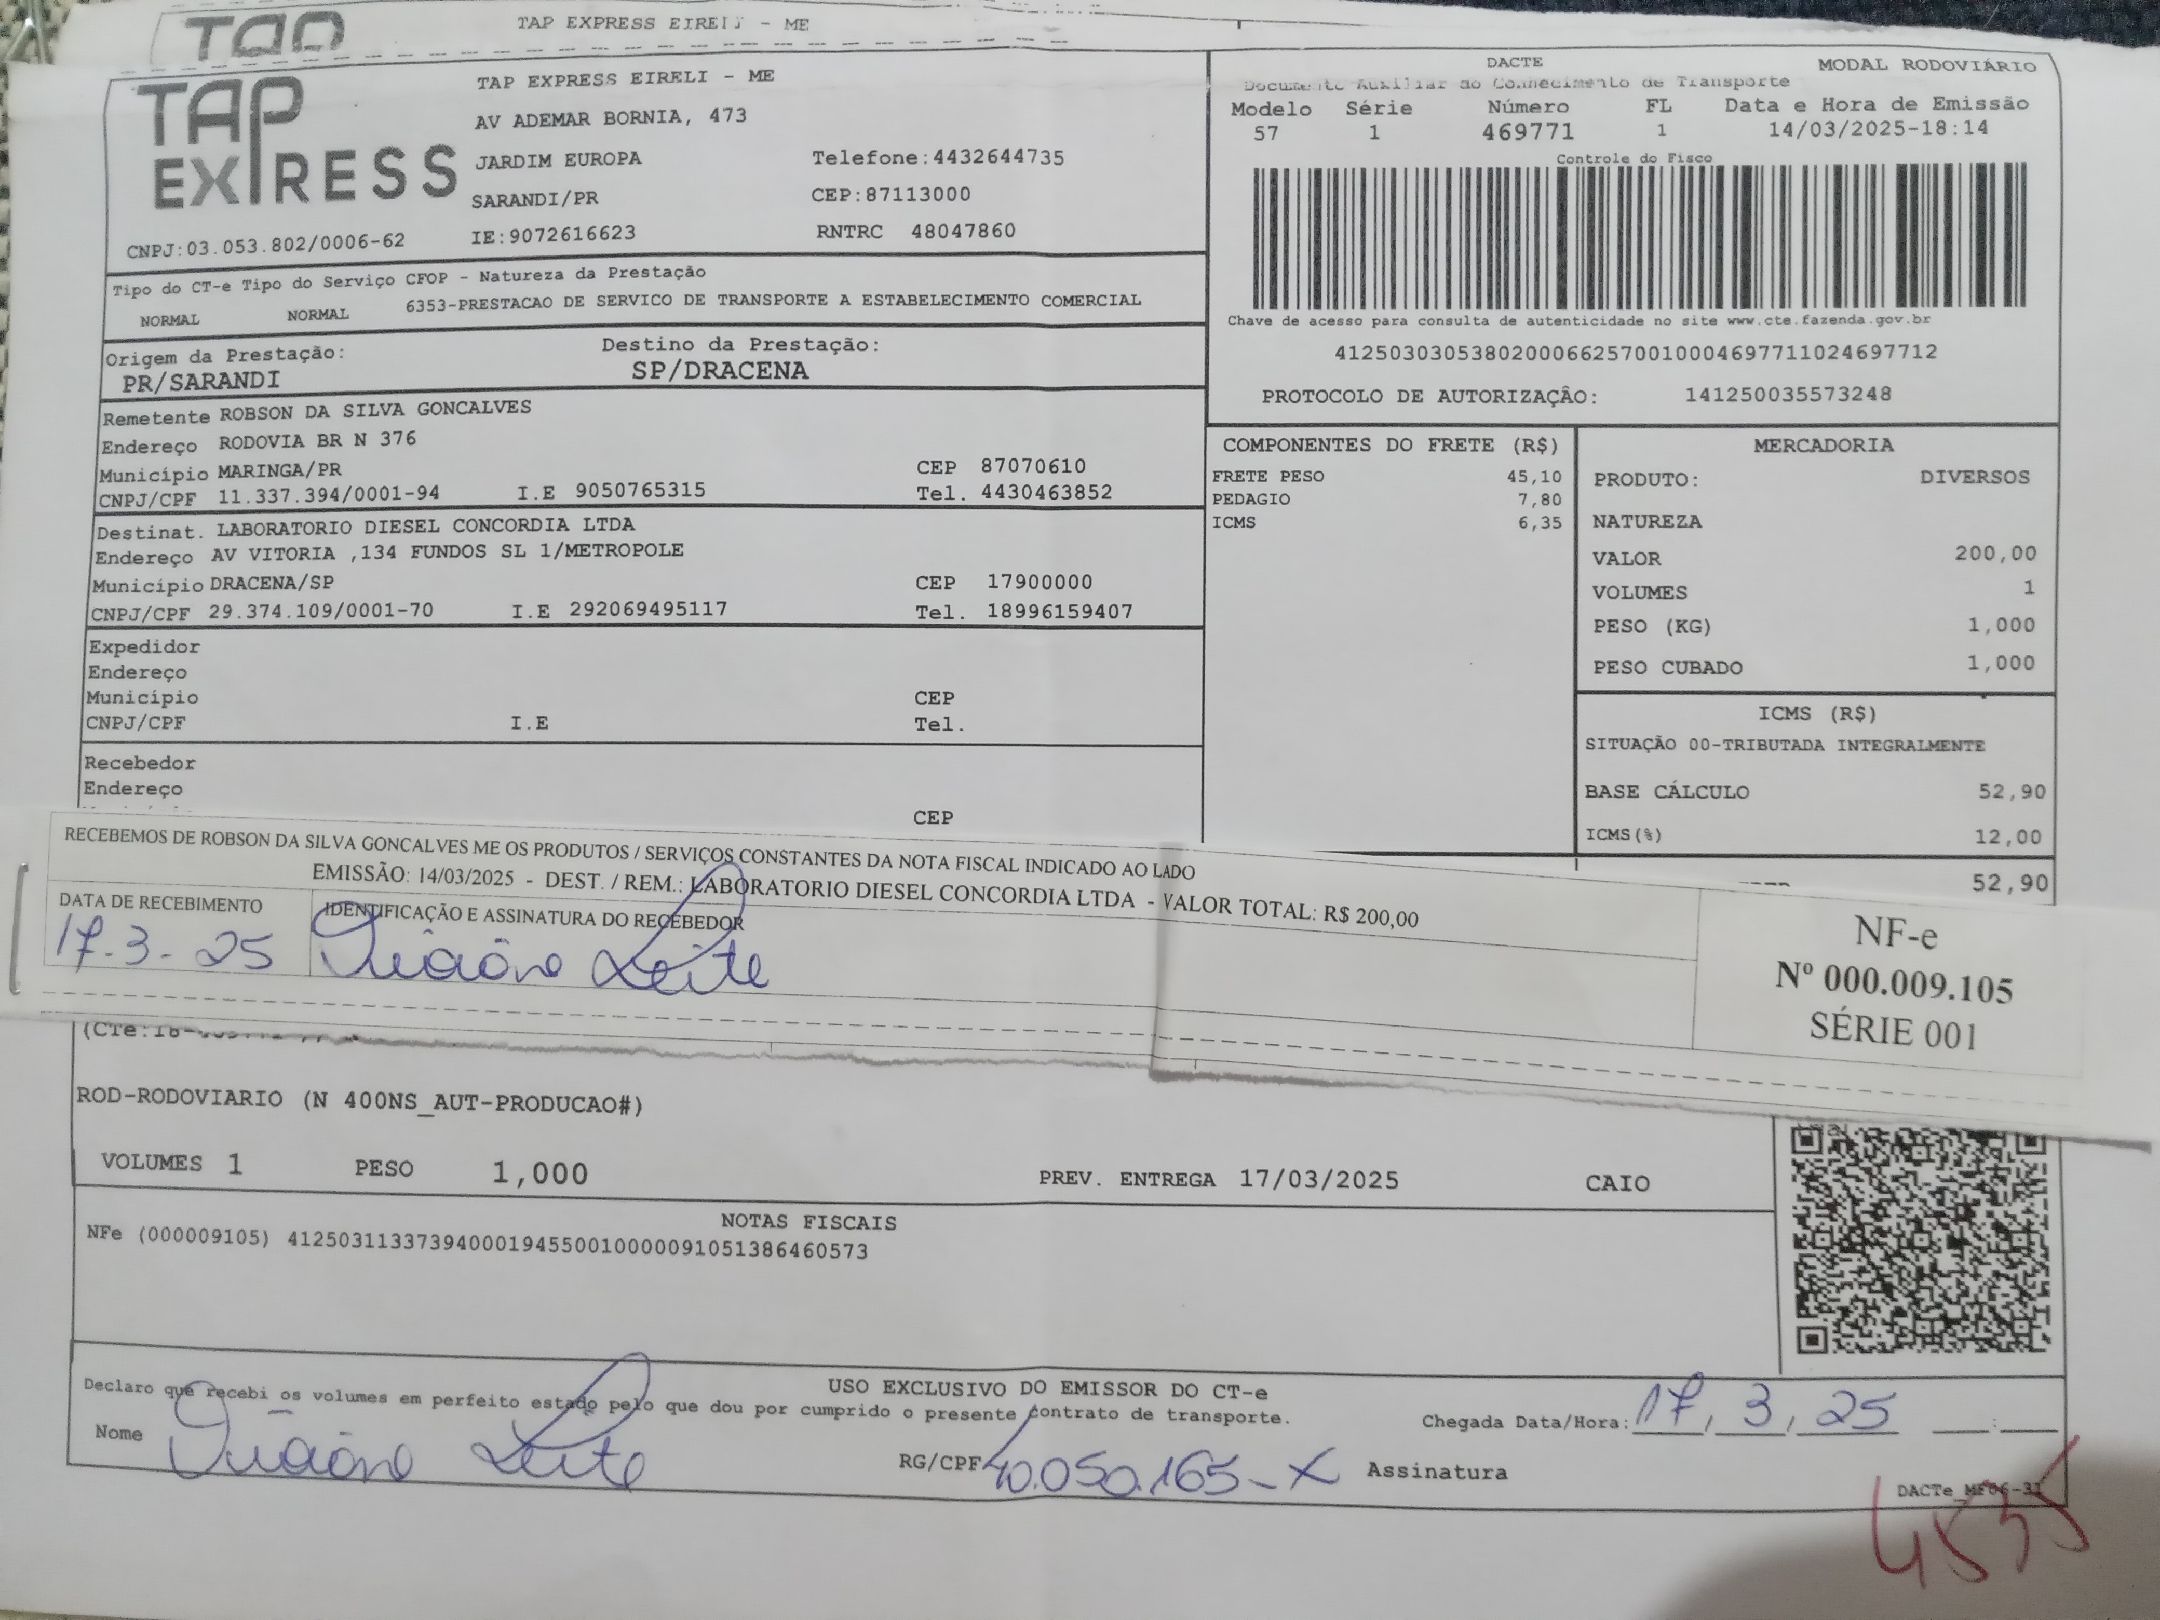 TAP EXPRESS EIRELI - ME
TAP EXPRESS
TAP EXPRESS EIRELI - ME
AV ADEMAR BORNIA, 473
JARDIM EUROPA Telefone:4432644735
SARANDI/PR CEP:87113000
CNPJ:03.053.802/0006-62 IE:9072616623 RNTRC 48047860
DACTE MODAL RODOVIÁRIO
Documento Auxiliar do Conhecimento de Transporte
Modelo Série Número FL Data e Hora de Emissão
57 1 469771 1 14/03/2025-18:14
Controle do Fisco
Chave de acesso para consulta de autenticidade no site www.cte.fazenda.gov.br
41250303053802000662570010004697711024697712
PROTOCOLO DE AUTORIZAÇÂO: 141250035573248
Tipo do CT-e Tipo do Serviço CFOP - Natureza da Prestação
NORMAL NORMAL 6353-PRESTACAO DE SERVICO DE TRANSPORTE A ESTABELECIMENTO COMERCIAL
Origem da Prestação: Destino da Prestação:
PR/SARANDI SP/DRACENA
Remetente ROBSON DA SILVA GONCALVES
Endereço RODOVIA BR N 376
Município MARINGA/PR CEP 87070610
CNPJ/CPF 11.337.394/0001-94 I.E 9050765315 Tel. 4430463852
Destinat. LABORATORIO DIESEL CONCORDIA LTDA
Endereço AV VITORIA ,134 FUNDOS SL 1/METROPOLE
Município DRACENA/SP CEP 17900000
CNPJ/CPF 29.374.109/0001-70 I.E 292069495117 Tel. 18996159407
Expedidor
Endereço
Município CEP
CNPJ/CPF I.E Tel.
Recebedor
Endereço
CEP
COMPONENTES DO FRETE (R$)
FRETE PESO 45,10
PEDAGIO 7,80
ICMS 6,35
MERCADORIA
PRODUTO: DIVERSOS
NATUREZA
VALOR 200,00
VOLUMES 1
PESO (KG) 1,000
PESO CUBADO 1,000
ICMS (R$)
SITUAÇÃO 00-TRIBUTADA INTEGRALMENTE
BASE CÁLCULO 52,90
ICMS(%) 12,00
52,90
RECEBEMOS DE ROBSON DA SILVA GONCALVES ME OS PRODUTOS / SERVIÇOS CONSTANTES DA NOTA FISCAL INDICADO AO LADO
EMISSÃO: 14/03/2025 - DEST. / REM.: LABORATORIO DIESEL CONCORDIA LTDA - VALOR TOTAL: R$ 200,00
DATA DE RECEBIMENTO IDENTIFICAÇÃO E ASSINATURA DO RECEBEDOR
17.3.25 Leite
NF-e
Nº 000.009.105
SÉRIE 001
ROD-RODOVIARIO (N 400NS_AUT-PRODUCAO#)
VOLUMES 1 PESO 1,000 PREV. ENTREGA 17/03/2025 CAIO
NOTAS FISCAIS
NFe (000009105) 41250311337394000194550010000091051386460573
USO EXCLUSIVO DO EMISSOR DO CT-e
Declaro que recebi os volumes em perfeito estado pelo que dou por cumprido o presente contrato de transporte.
Chegada Data/Hora: 17, 3, 25 :
Nome Leite RG/CPF 40.050.165-X Assinatura